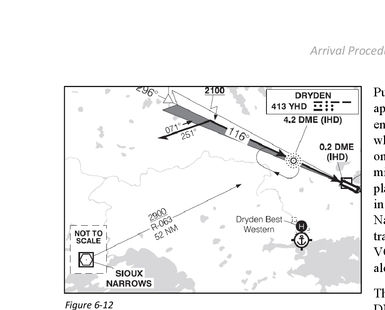 Arrival Procedu
296°
2100
DRYDEN
413 YHD
4.2 DME (IHD)
071°
251°
116°
0.2 DME
(IHD)
2900
R-063
52 NM
Dryden Best
Western
H
NOT TO
SCALE
SIOUX
NARROWS
Figure 6-12
Pu
ap
en
wh
on
mi
pla
in
Na
tra
VO
alo
Th
DI